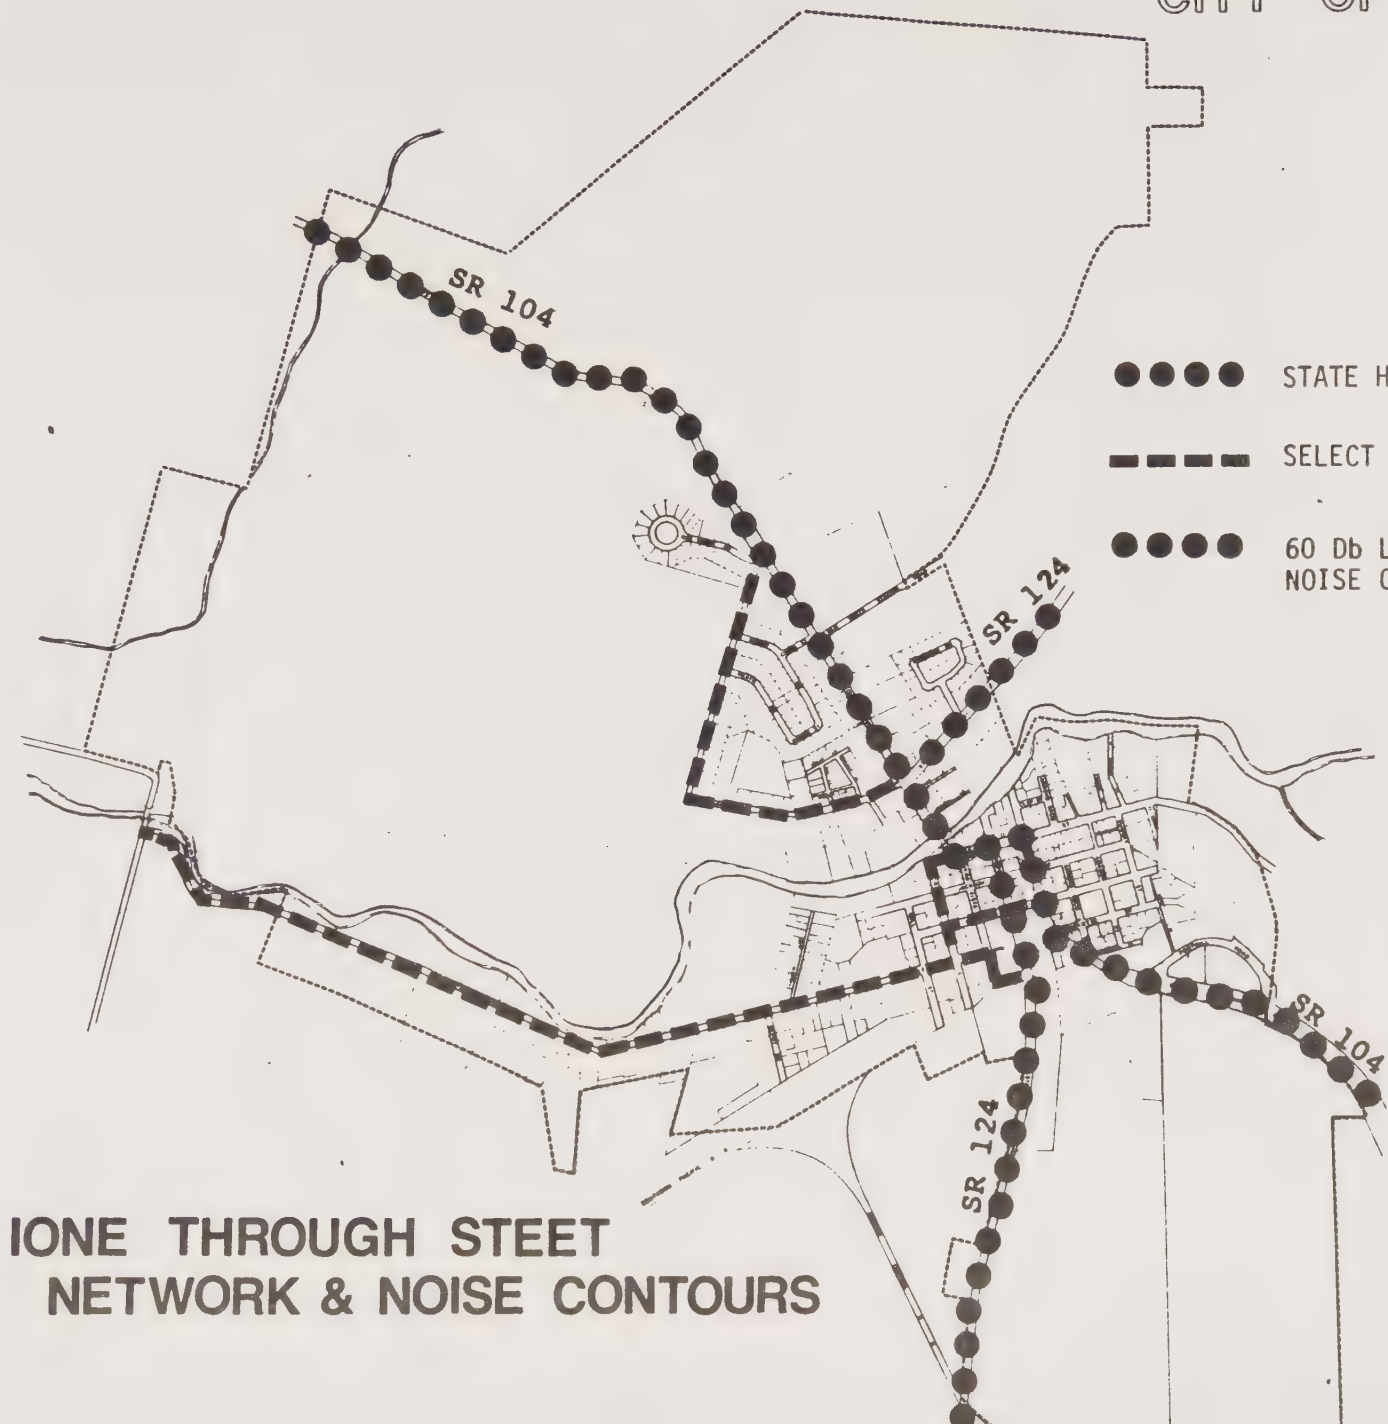 CITY
SR 104
STATE H
SELECT
60 Db L
NOISE C
SR 124
SR 104
SR 124
IONE THROUGH STEET
NETWORK & NOISE CONTOURS